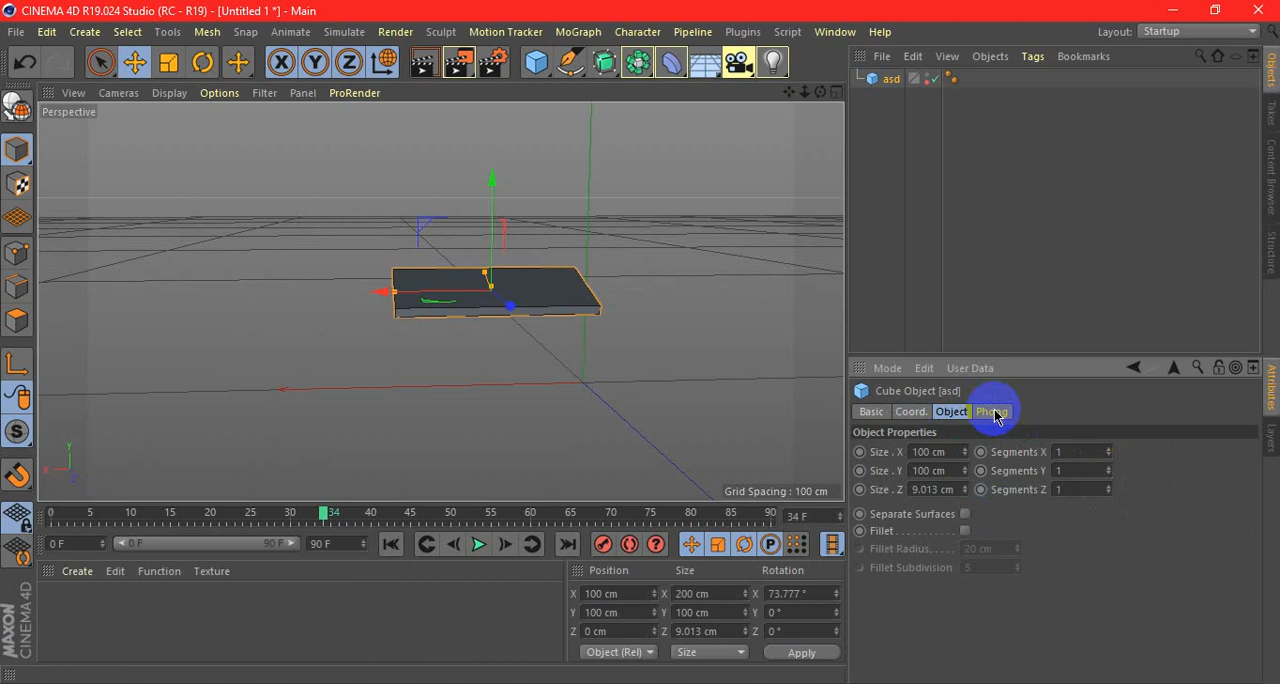 CINEMA 4D R19.024 Studio (RC - R19) - [Untitled 1 *] - Main
File Edit Create Select Tools Mesh Snap Animate Simulate Render Sculpt Motion Tracker MoGraph Character Pipeline Plugins Script Window Help Layout: Startup
X Y Z
File Edit View Objects Tags Bookmarks
View Cameras Display Options Filter Panel ProRender
asd
Perspective
Objects
Takes
Content Browser
Structure
Mode Edit User Data
Attributes
Layers
Cube Object [asd]
Basic Coord. Object Phong
Object Properties
Size . X 100 cm Segments X 1
Size . Y 100 cm Segments Y 1
Size . Z 9.013 cm Segments Z 1
Separate Surfaces
Fillet . . . . . . . . . .
Fillet Radius. . . . . 20 cm
Fillet Subdivision 5
S
Y
X
Z
Grid Spacing : 100 cm
0 5 10 15 20 25 30 34 40 45 50 55 60 65 70 75 80 85 90 34 F
0 F 0 F 90 F 90 F
P
Create Edit Function Texture
Position Size Rotation
X 100 cm X 200 cm X 73.777 °
Y 100 cm Y 100 cm Y 0 °
Z 0 cm Z 9.013 cm Z 0 °
Object (Rel) Size Apply
MAXON
CINEMA 4D